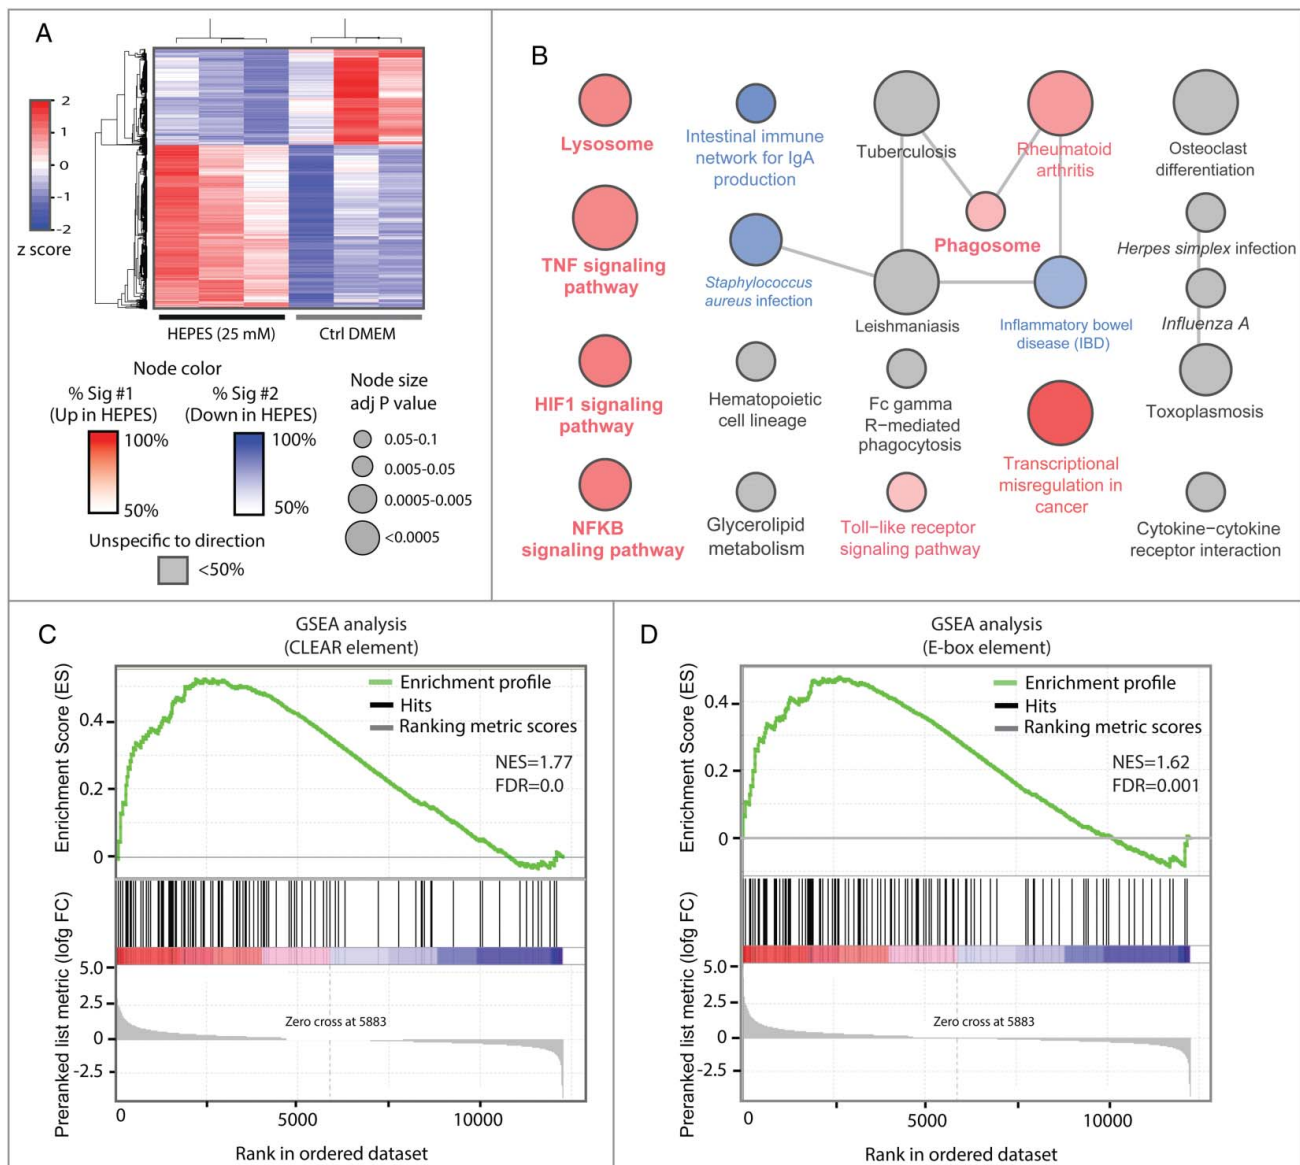 A
2
1
0
-1
-2
z score
HEPES (25 mM)
Ctrl DMEM
Node color
% Sig #1
(Up in HEPES)
100%
50%
% Sig #2
(Down in HEPES)
100%
50%
Unspecific to direction
<50%
Node size
adj P value
0.05-0.1
0.005-0.05
0.0005-0.005
<0.0005
B
Lysosome
Intestinal immune
network for IgA
production
Tuberculosis
Rheumatoid
arthritis
Osteoclast
differentiation
TNF signaling
pathway
Staphylococcus
aureus infection
Phagosome
Leishmaniasis
Inflammatory bowel
disease (IBD)
Herpes simplex infection
Influenza A
Toxoplasmosis
HIF1 signaling
pathway
Hematopoietic
cell lineage
Fc gamma
R−mediated
phagocytosis
Transcriptional
misregulation in
cancer
NFKB
signaling pathway
Glycerolipid
metabolism
Toll−like receptor
signaling pathway
Cytokine−cytokine
receptor interaction
C
GSEA analysis
(CLEAR element)
Enrichment Score (ES)
0.4
0.2
0
Enrichment profile
Hits
Ranking metric scores
NES=1.77
FDR=0.0
Preranked list metric (lofg FC)
5.0
2.5
0
-2.5
Zero cross at 5883
0
5000
10000
Rank in ordered dataset
D
GSEA analysis
(E-box element)
Enrichment Score (ES)
0.4
0.2
0
Enrichment profile
Hits
Ranking metric scores
NES=1.62
FDR=0.001
Preranked list metric (lofg FC)
5.0
2.5
0
-2.5
Zero cross at 5883
0
5000
10000
Rank in ordered dataset